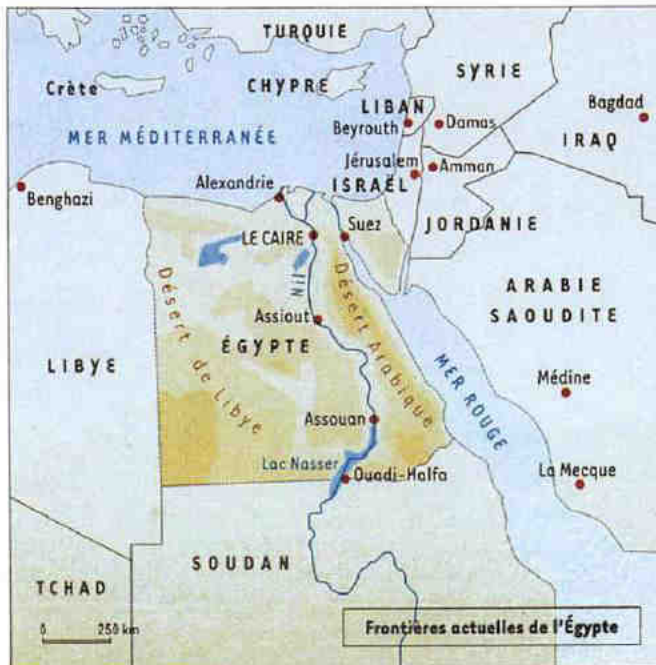 TURQUIE
SYRIE
Crète
CHYPRE
LIBAN
Bagdad
Beyrouth
Damas
MER MÉDITERRANÉE
IRAQ
Jérusalem
Amman
Alexandrie
ISRAËL
Benghazi
JORDANIE
LE CAIRE
Suez
Nil
ARABIE
SAOUDITE
Désert Arabique
Assiout
ÉGYPTE
Désert de Libye
LIBYE
MER ROUGE
Médine
Assouan
Lac Nasser
Ouadi-Halfa
La Mecque
SOUDAN
TCHAD
0 250 km
Frontières actuelles de l'Égypte